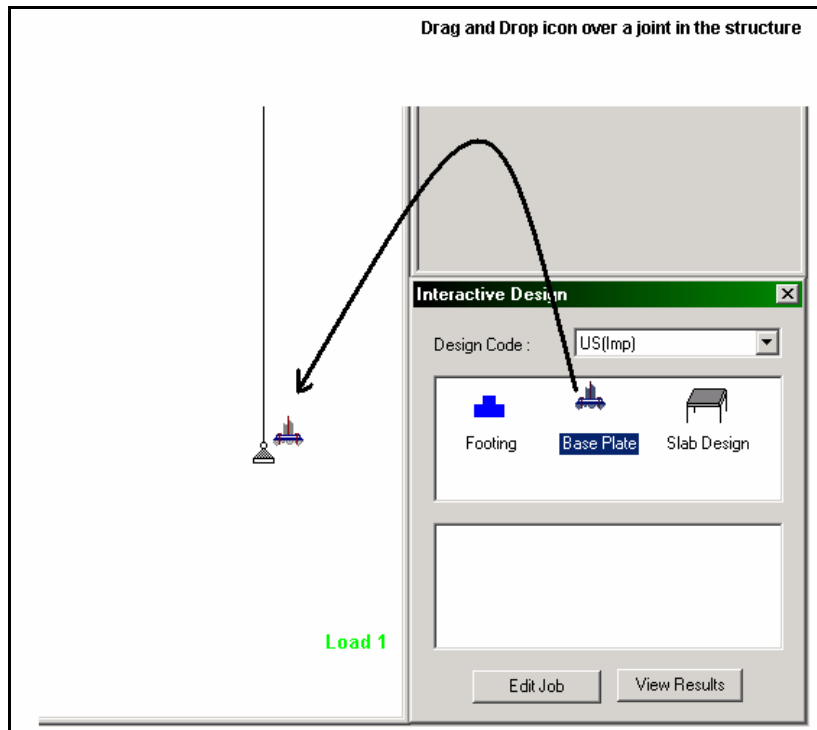 Drag and Drop icon over a joint in the structure
Interactive Design
Design Code :
US(Imp)
Footing
Base Plate
Slab Design
Load 1
Edit Job
View Results